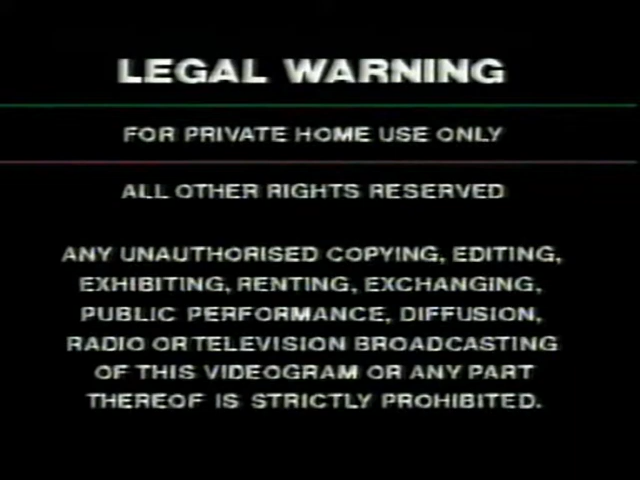 LEGAL WARNING
FOR PRIVATE HOME USE ONLY
ALL OTHER RIGHTS RESERVED
ANY UNAUTHORISED COPYING, EDITING,
EXHIBITING, RENTING, EXCHANGING,
PUBLIC PERFORMANCE, DIFFUSION,
RADIO OR TELEVISION BROADCASTING
OF THIS VIDEOGRAM OR ANY PART
THEREOF IS STRICTLY PROHIBITED.